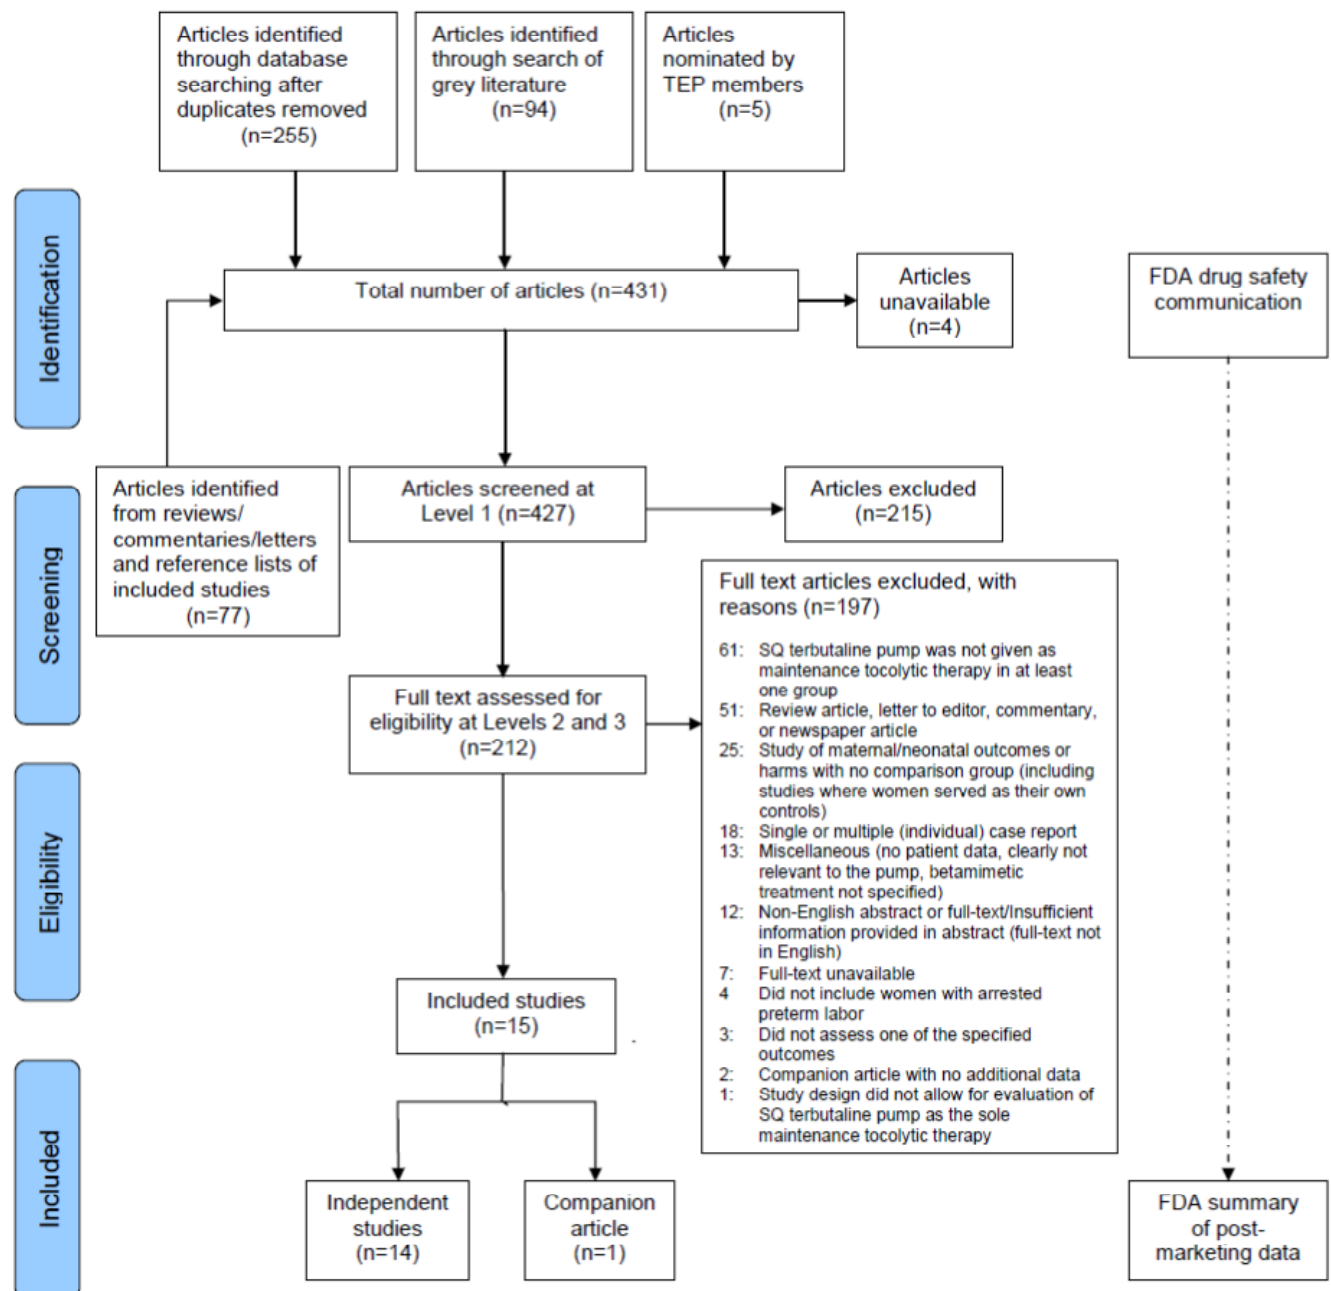 Articles identified
through database
searching after
duplicates removed
(n=255)
Articles identified
through search of
grey literature
(n=94)
Articles
nominated by
TEP members
(n=5)
Identification
Total number of articles (n=431)
Articles
unavailable
(n=4)
FDA drug safety
communication
Screening
Articles identified
from reviews/
commentaries/letters
and reference lists of
included studies
(n=77)
Articles screened at
Level 1 (n=427)
Articles excluded
(n=215)
Full text assessed for
eligibility at Levels 2 and 3
(n=212)
Full text articles excluded, with
reasons (n=197)
61: SQ terbutaline pump was not given as
maintenance tocolytic therapy in at least
one group
51: Review article, letter to editor, commentary,
or newspaper article
25: Study of maternal/neonatal outcomes or
harms with no comparison group (including
studies where women served as their own
controls)
18: Single or multiple (individual) case report
13: Miscellaneous (no patient data, clearly not
relevant to the pump, betamimetic
treatment not specified)
12: Non-English abstract or full-text/Insufficient
information provided in abstract (full-text not
in English)
7: Full-text unavailable
4 Did not include women with arrested
preterm labor
3: Did not assess one of the specified
outcomes
2: Companion article with no additional data
1: Study design did not allow for evaluation of
SQ terbutaline pump as the sole
maintenance tocolytic therapy
Eligibility
Included studies
(n=15)
Included
Independent
studies
(n=14)
Companion
article
(n=1)
FDA summary
of post-
marketing data